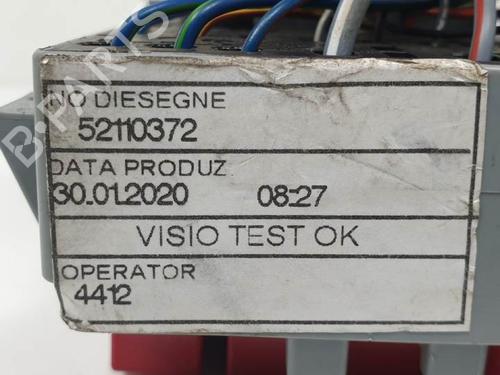 NO DIESEGNE
52110372
DATA PRODUZ
30.01.2020 08:27
VISIO TEST OK
OPERATOR
4412
B-PARTS